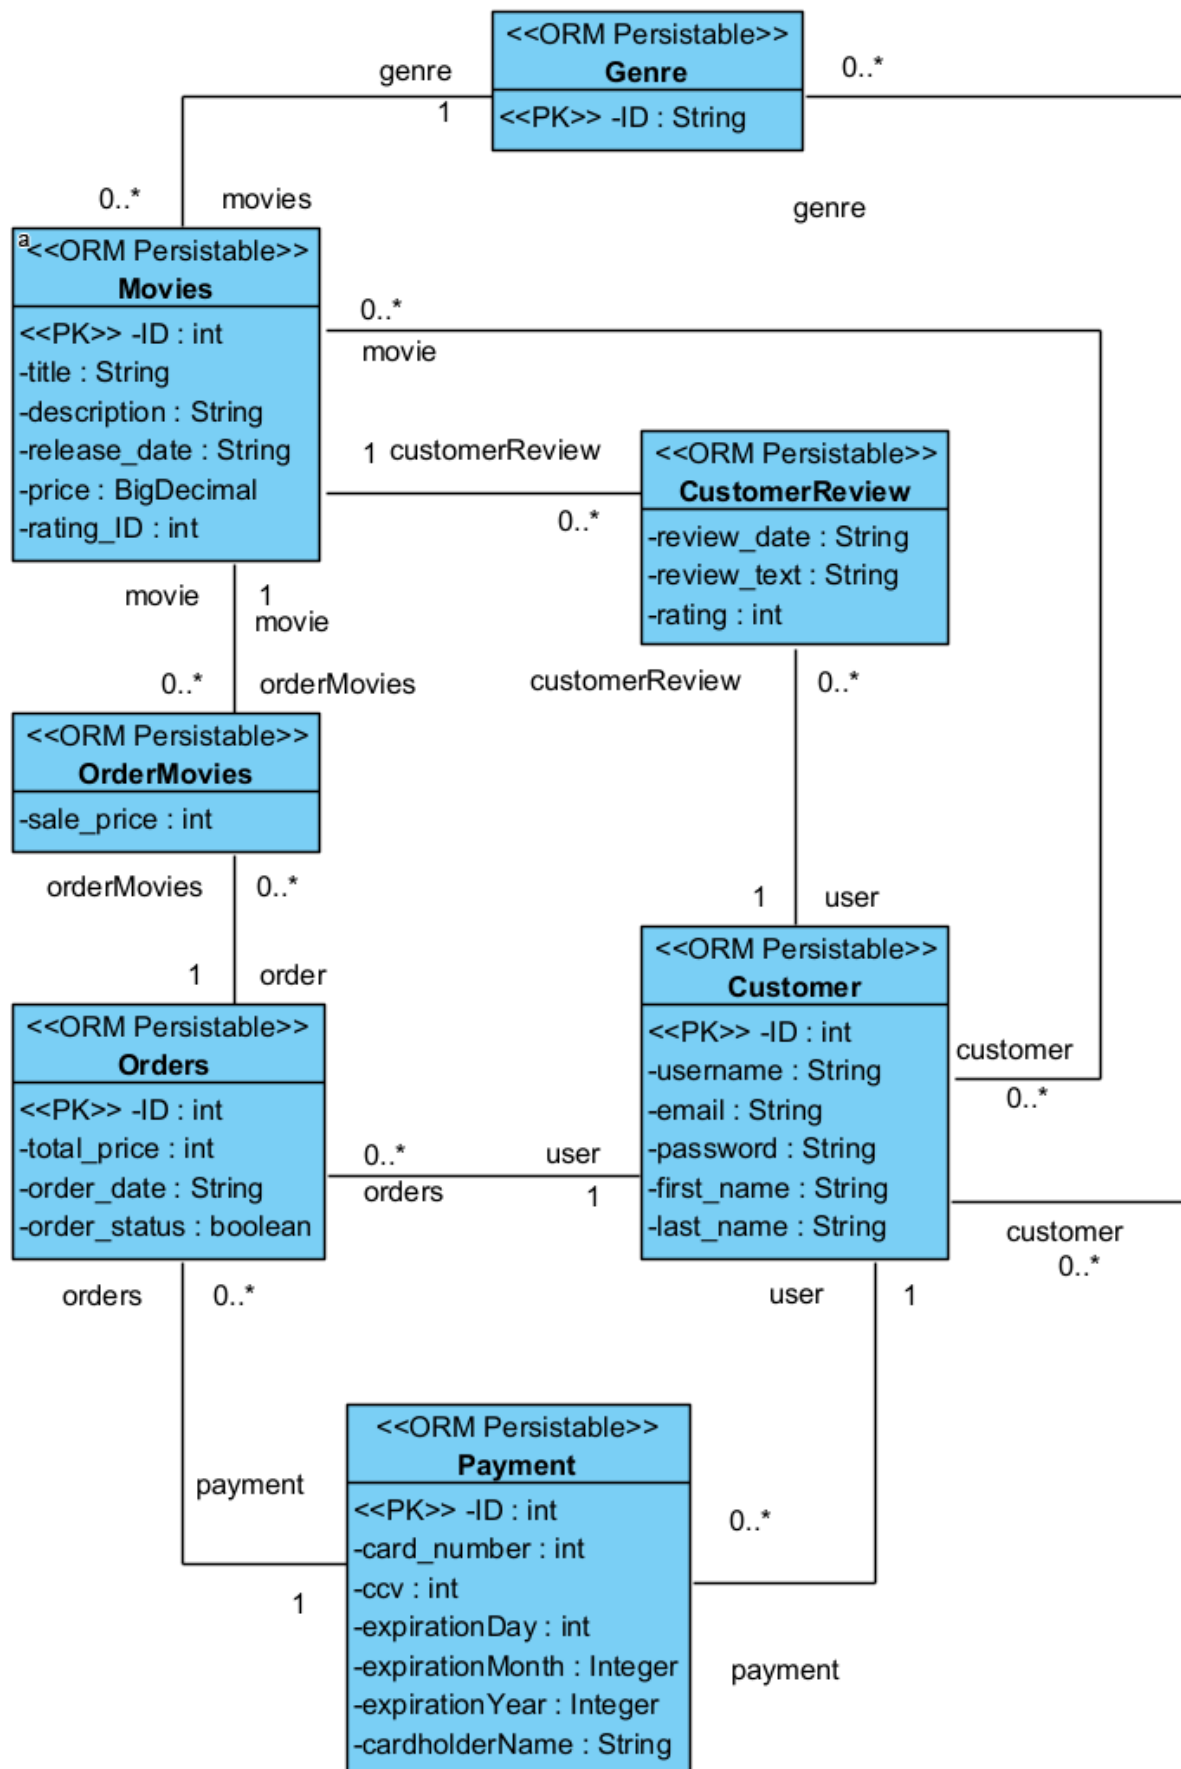 <<ORM Persistable>>
Genre
<<PK>> -ID : String
genre
1
0..*
genre
0..*
movies
a
<<ORM Persistable>>
Movies
<<PK>> -ID : int
-title : String
-description : String
-release_date : String
-price : BigDecimal
-rating_ID : int
0..*
movie
1 customerReview
0..*
<<ORM Persistable>>
CustomerReview
-review_date : String
-review_text : String
-rating : int
movie
1
movie
0..*
orderMovies
customerReview
0..*
<<ORM Persistable>>
OrderMovies
-sale_price : int
orderMovies
0..*
1
order
1
user
<<ORM Persistable>>
Customer
<<PK>> -ID : int
-username : String
-email : String
-password : String
-first_name : String
-last_name : String
customer
0..*
<<ORM Persistable>>
Orders
<<PK>> -ID : int
-total_price : int
-order_date : String
-order_status : boolean
0..*
orders
user
1
customer
0..*
orders
0..*
user
1
payment
1
<<ORM Persistable>>
Payment
<<PK>> -ID : int
-card_number : int
-ccv : int
-expirationDay : int
-expirationMonth : Integer
-expirationYear : Integer
-cardholderName : String
0..*
payment